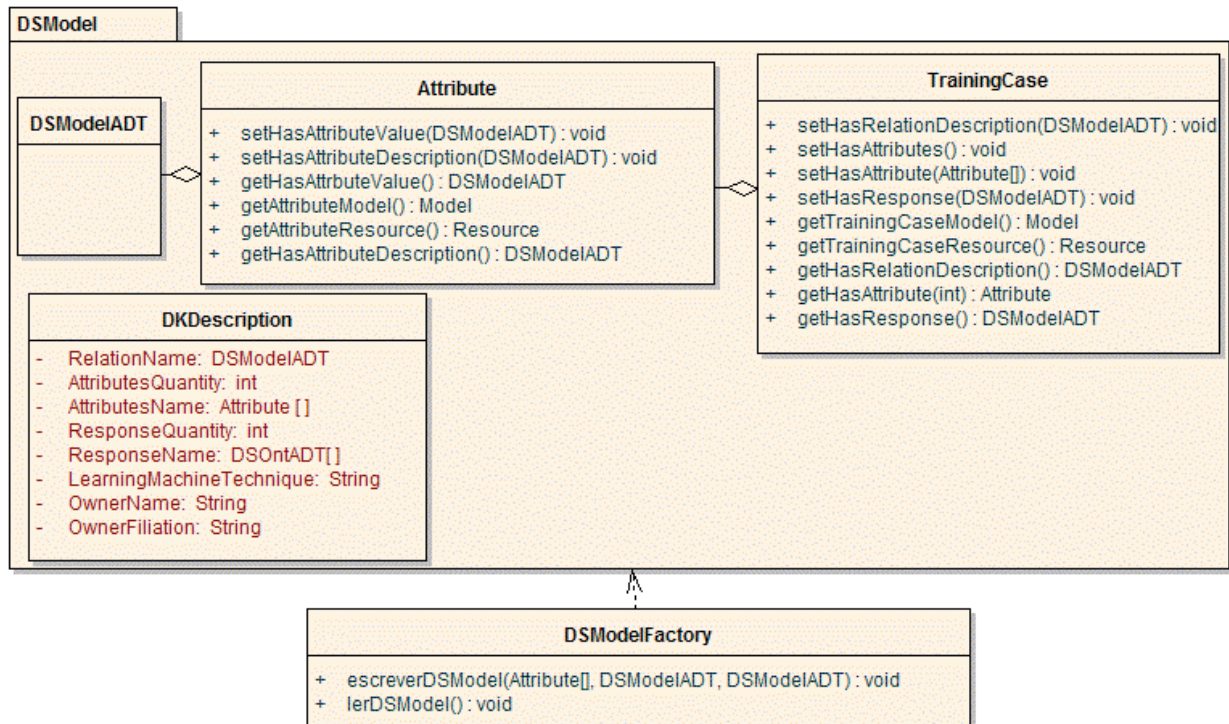 DSModel
DSModelADT
Attribute
+ setHasAttributeValue(DSModelADT) : void
+ setHasAttributeDescription(DSModelADT) : void
+ getHasAttrbuteValue() : DSModelADT
+ getAttributeModel() : Model
+ getAttributeResource() : Resource
+ getHasAttributeDescription() : DSModelADT
TrainingCase
+ setHasRelationDescription(DSModelADT) : void
+ setHasAttributes() : void
+ setHasAttribute(Attribute[]) : void
+ setHasResponse(DSModelADT) : void
+ getTrainingCaseModel() : Model
+ getTrainingCaseResource() : Resource
+ getHasRelationDescription() : DSModelADT
+ getHasAttribute(int) : Attribute
+ getHasResponse() : DSModelADT
DKDescription
- RelationName: DSModelADT
- AttributesQuantity: int
- AttributesName: Attribute [ ]
- ResponseQuantity: int
- ResponseName: DSOntADT[ ]
- LearningMachineTechnique: String
- OwnerName: String
- OwnerFiliation: String
DSModelFactory
+ escreverDSModel(Attribute[], DSModelADT, DSModelADT) : void
+ lerDSModel() : void